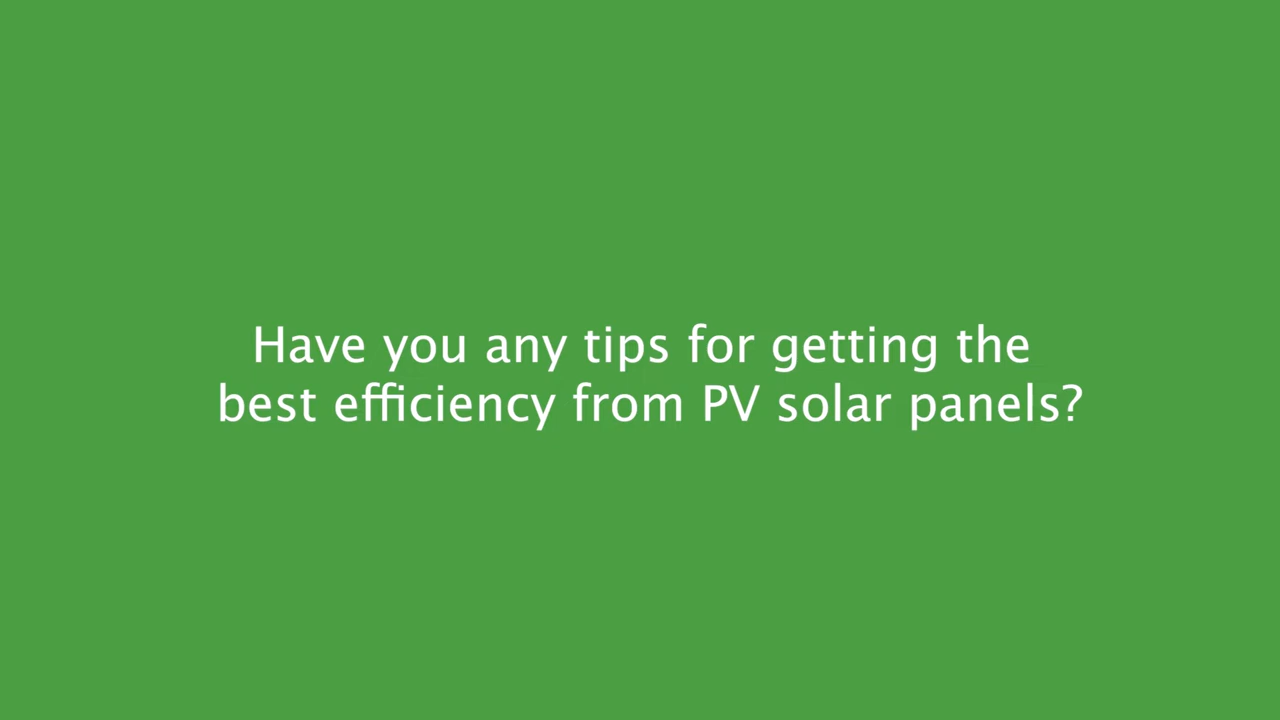 Have you any tips for getting the
best efficiency from PV solar panels?